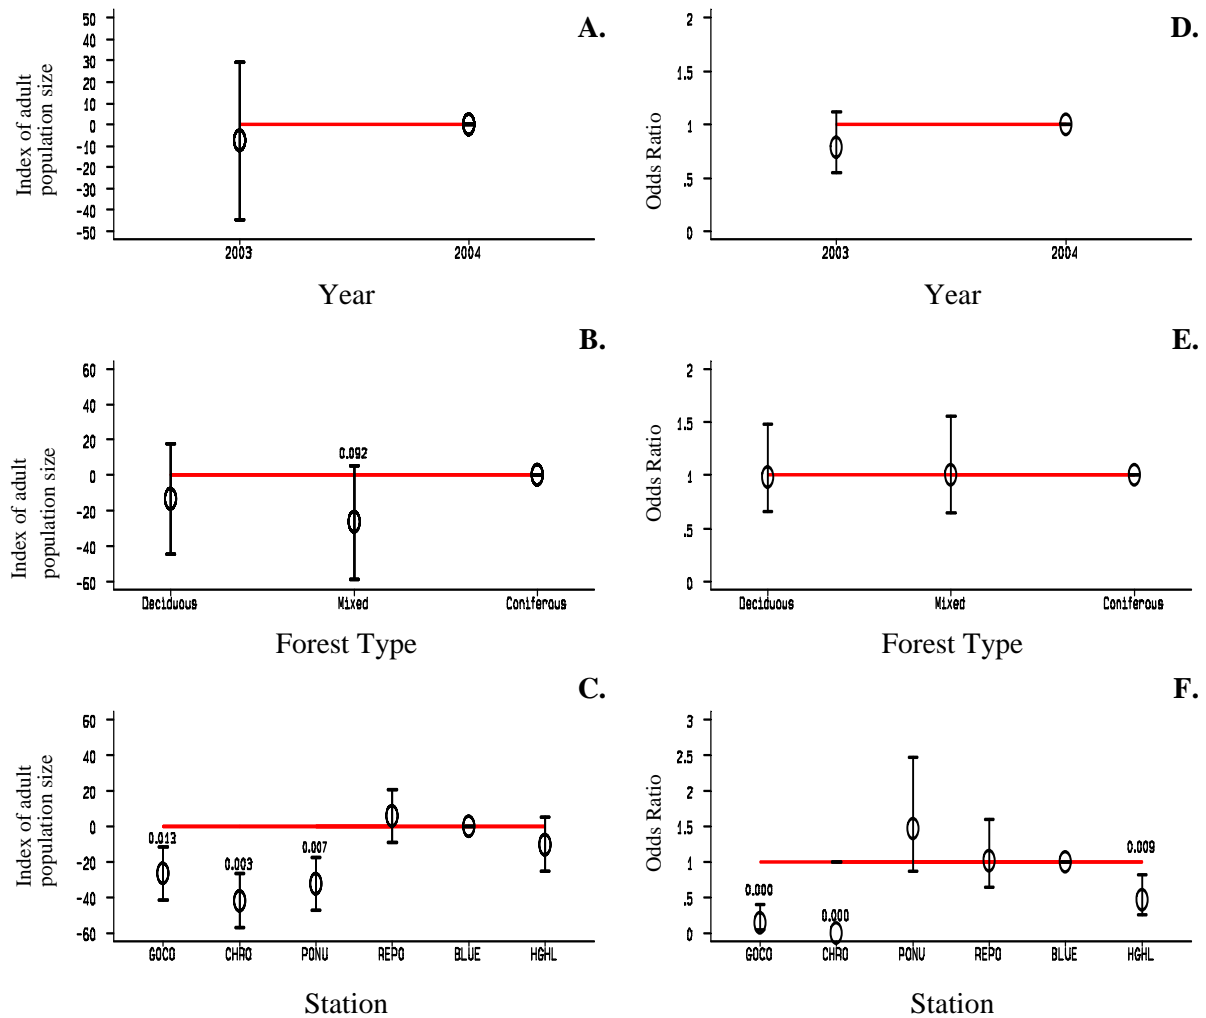 A.
Index of adult
population size
50
40
30
20
10
0
-10
-20
-30
-40
-50
2003 2004
Year
D.
Odds Ratio
2
1.5
1
.5
0
2003 2004
Year
B.
Index of adult
population size
60
40
20
0
-20
-40
-60
0.092
Deciduous Mixed Coniferous
Forest Type
E.
Odds Ratio
2
1.5
1
.5
0
Deciduous Mixed Coniferous
Forest Type
C.
Index of adult
population size
60
40
20
0
-20
-40
-60
0.013 0.003 0.007
GOCO CHRO PONV REPO BLUE HGHL
Station
F.
Odds Ratio
3
2.5
2
1.5
1
.5
0
0.000 0.000 0.009
GOCO CHRO PONV REPO BLUE HGHL
Station